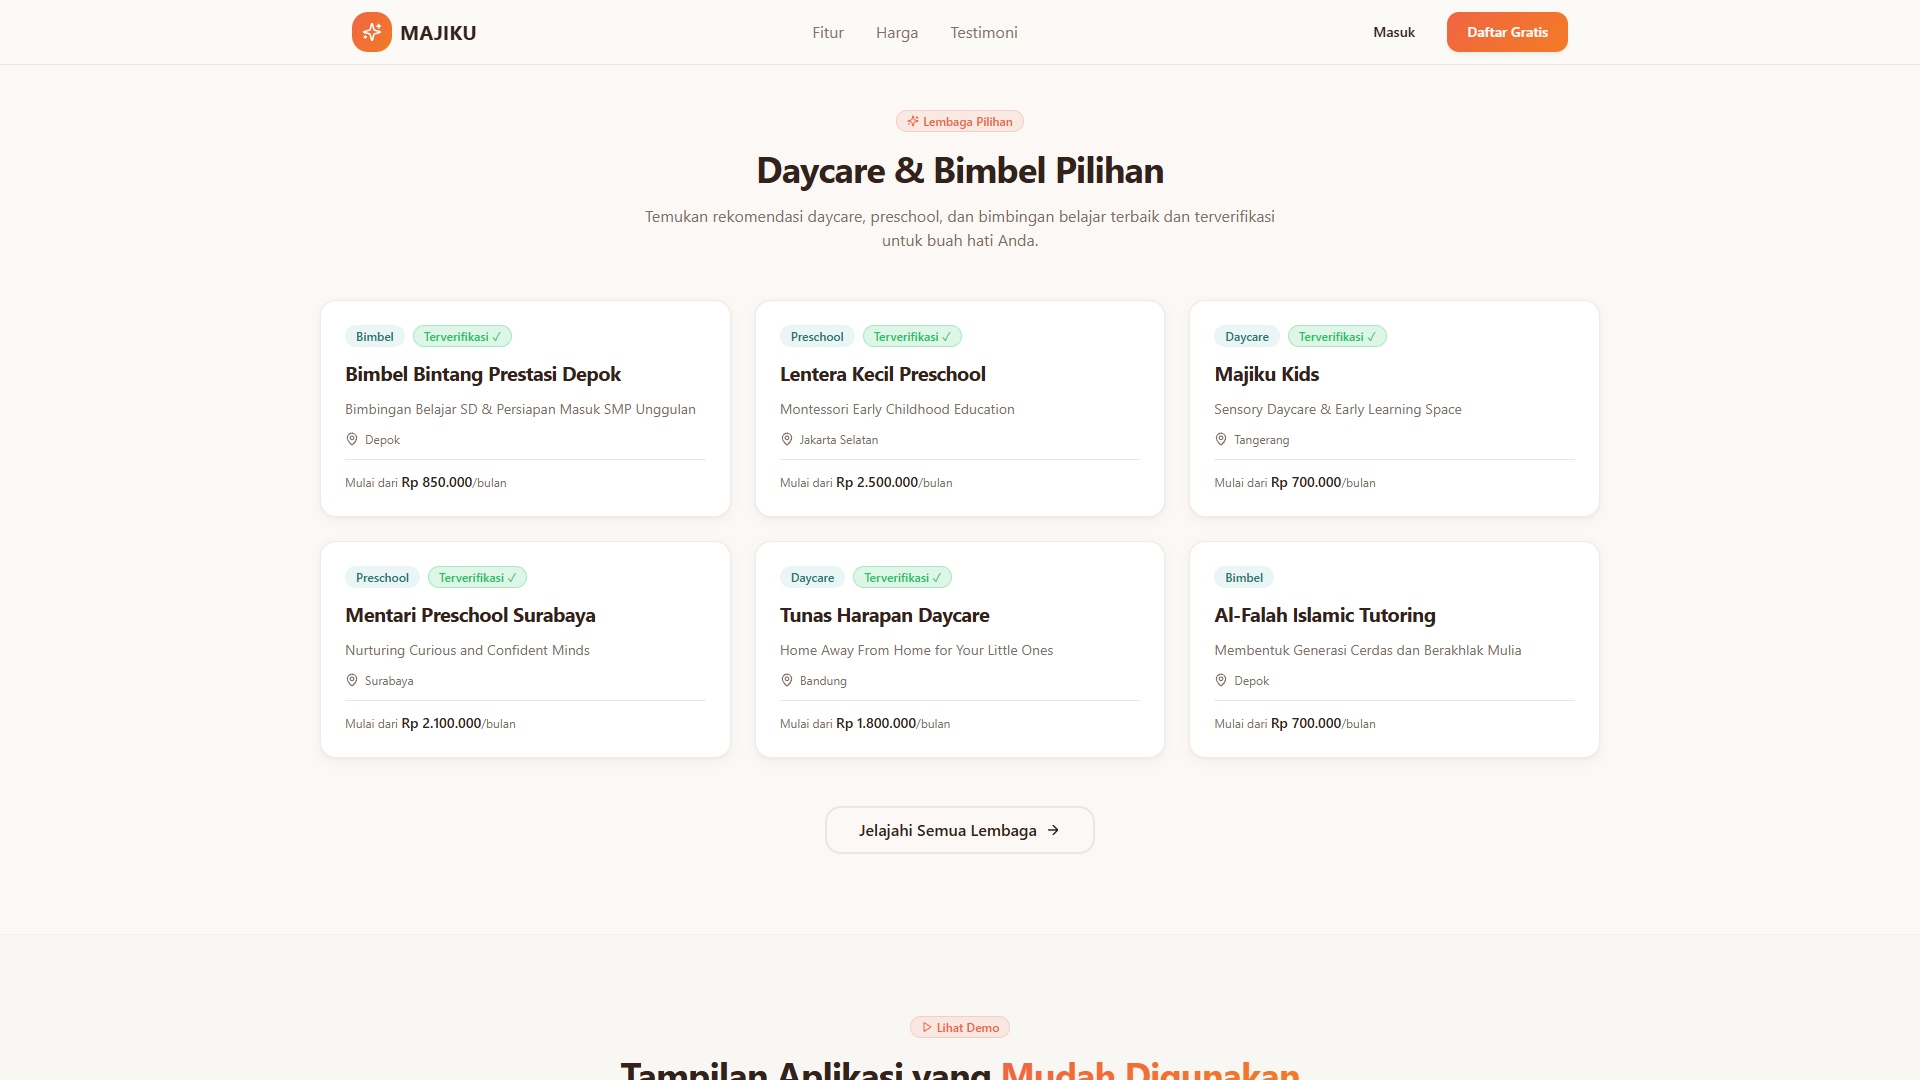 MAJIKU
Fitur
Harga
Testimoni
Masuk
Daftar Gratis
Lembaga Pilihan
Daycare & Bimbel Pilihan
Temukan rekomendasi daycare, preschool, dan bimbingan belajar terbaik dan terverifikasi
untuk buah hati Anda.
Bimbel
Terverifikasi ✓
Bimbel Bintang Prestasi Depok
Bimbingan Belajar SD & Persiapan Masuk SMP Unggulan
Depok
Mulai dari Rp 850.000/bulan
Preschool
Terverifikasi ✓
Lentera Kecil Preschool
Montessori Early Childhood Education
Jakarta Selatan
Mulai dari Rp 2.500.000/bulan
Daycare
Terverifikasi ✓
Majiku Kids
Sensory Daycare & Early Learning Space
Tangerang
Mulai dari Rp 700.000/bulan
Preschool
Terverifikasi ✓
Mentari Preschool Surabaya
Nurturing Curious and Confident Minds
Surabaya
Mulai dari Rp 2.100.000/bulan
Daycare
Terverifikasi ✓
Tunas Harapan Daycare
Home Away From Home for Your Little Ones
Bandung
Mulai dari Rp 1.800.000/bulan
Bimbel
Al-Falah Islamic Tutoring
Membentuk Generasi Cerdas dan Berakhlak Mulia
Depok
Mulai dari Rp 700.000/bulan
Jelajahi Semua Lembaga →
Lihat Demo
Tampilan Aplikasi yang Mudah Digunakan